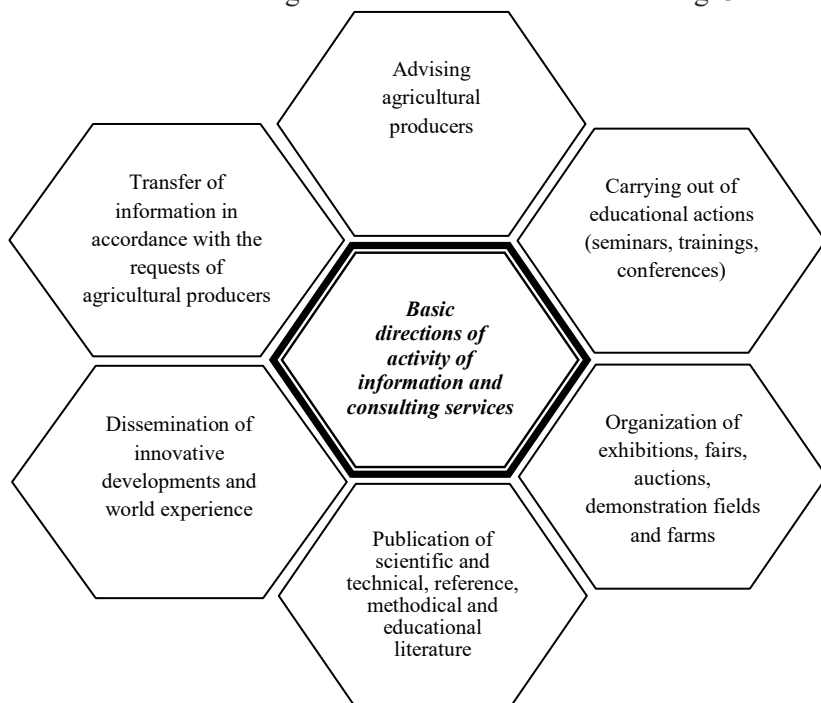 Advising
agricultural
producers
Transfer of
information in
accordance with the
requests of
agricultural producers
Carrying out of
educational actions
(seminars, trainings,
conferences)
Basic
directions of
activity of
information and
consulting services
Dissemination of
innovative
developments and
world experience
Organization of
exhibitions, fairs,
auctions,
demonstration fields
and farms
Publication of
scientific and
technical, reference,
methodical and
educational
literature